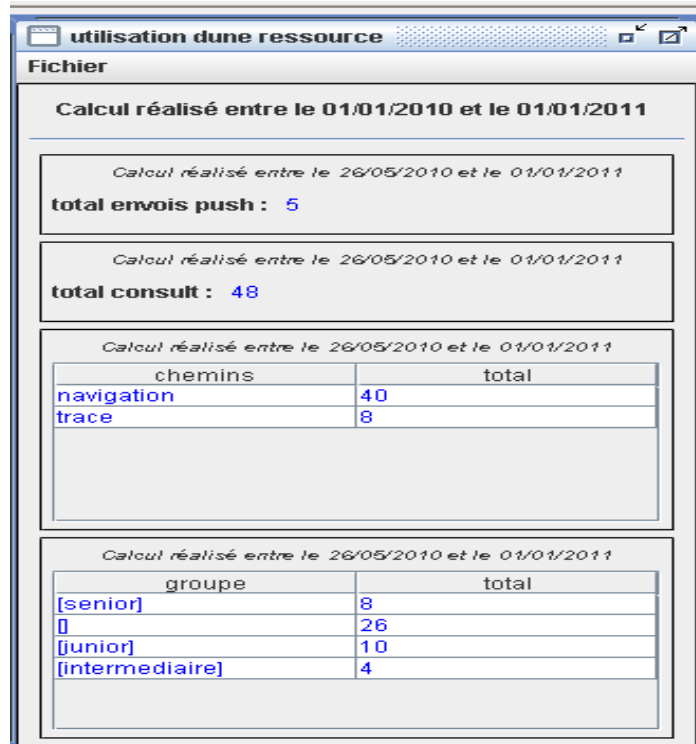 utilisation dune ressource
Fichier
Calcul réalisé entre le 01/01/2010 et le 01/01/2011
Calcul réalisé entre le 26/05/2010 et le 01/01/2011
total envois push : 5
Calcul réalisé entre le 26/05/2010 et le 01/01/2011
total consult : 48
Calcul réalisé entre le 26/05/2010 et le 01/01/2011
chemins total
navigation 40
trace 8
Calcul réalisé entre le 26/05/2010 et le 01/01/2011
groupe total
[senior] 8
[] 26
[junior] 10
[intermediaire] 4